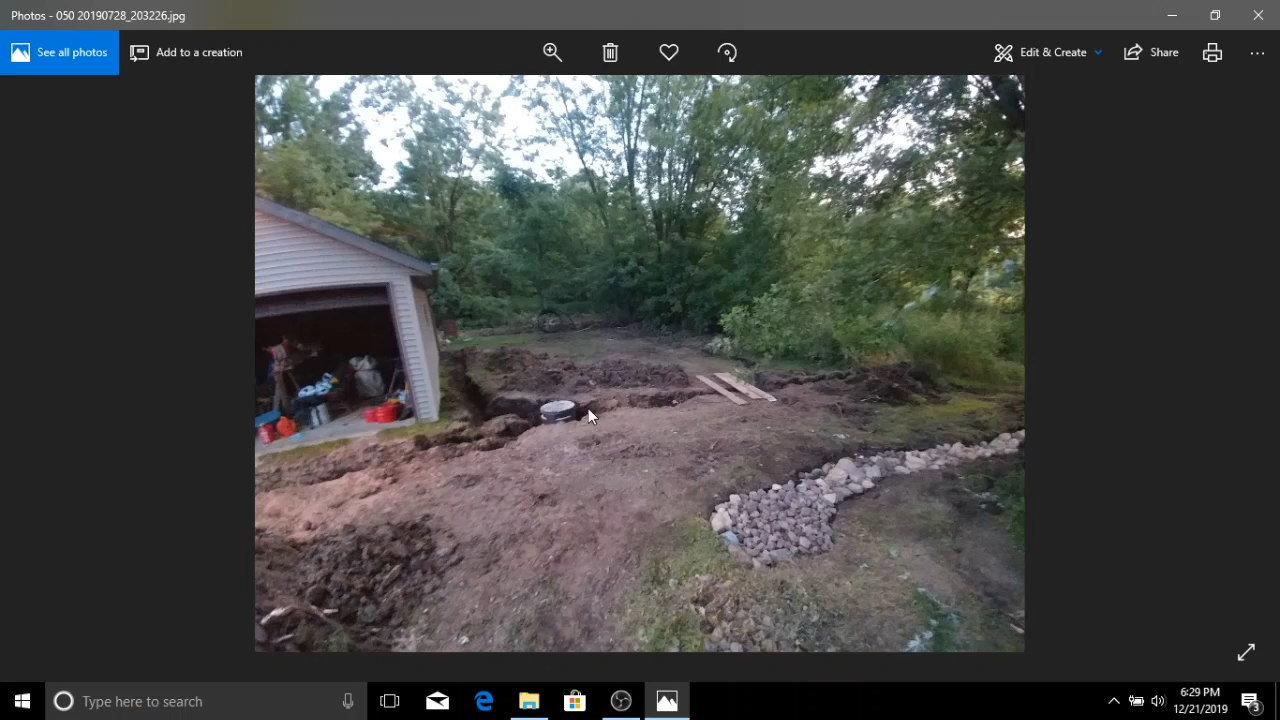 Photos - 050 20190728_203226.jpg
See all photos
Add to a creation
Edit & Create
Share
Type here to search
6:29 PM
12/21/2019
3